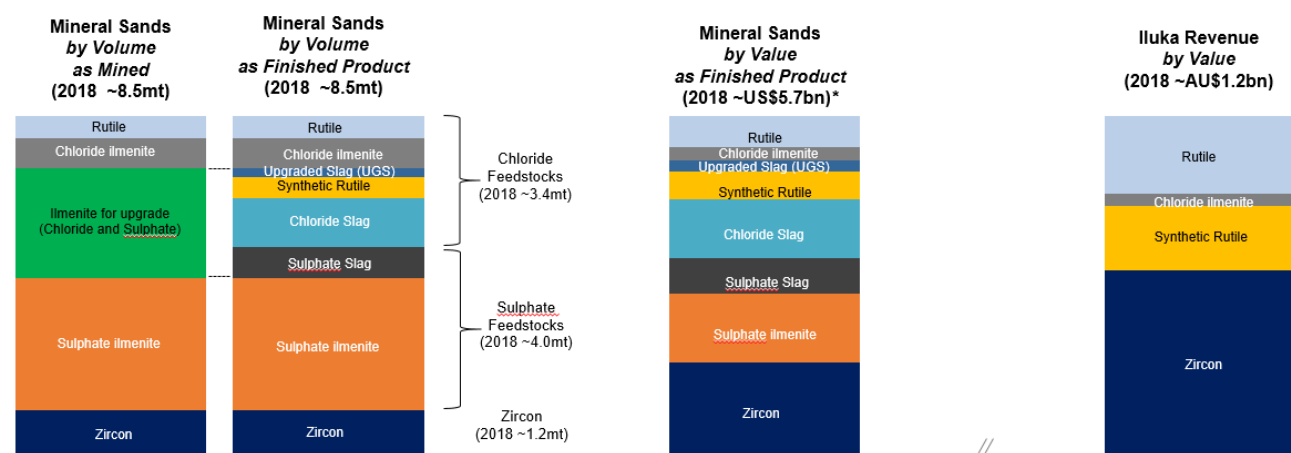 Mineral Sands
by Volume
as Mined
(2018 ~8.5mt)
Mineral Sands
by Volume
as Finished Product
(2018 ~8.5mt)
Mineral Sands
by Value
as Finished Product
(2018 ~US$5.7bn)*
Iluka Revenue
by Value
(2018 ~AU$1.2bn)
Rutile
Chloride ilmenite
Ilmenite for upgrade
(Chloride and Sulphate)
Sulphate ilmenite
Zircon
Rutile
Chloride ilmenite
Upgraded Slag (UGS)
Synthetic Rutile
Chloride Slag
Sulphate Slag
Sulphate ilmenite
Zircon
Chloride
Feedstocks
(2018 ~3.4mt)
Sulphate
Feedstocks
(2018 ~4.0mt)
Zircon
(2018 ~1.2mt)
Rutile
Chloride ilmenite
Upgraded Slag (UGS)
Synthetic Rutile
Chloride Slag
Sulphate Slag
Sulphate ilmenite
Zircon
//
Rutile
Chloride ilmenite
Synthetic Rutile
Zircon